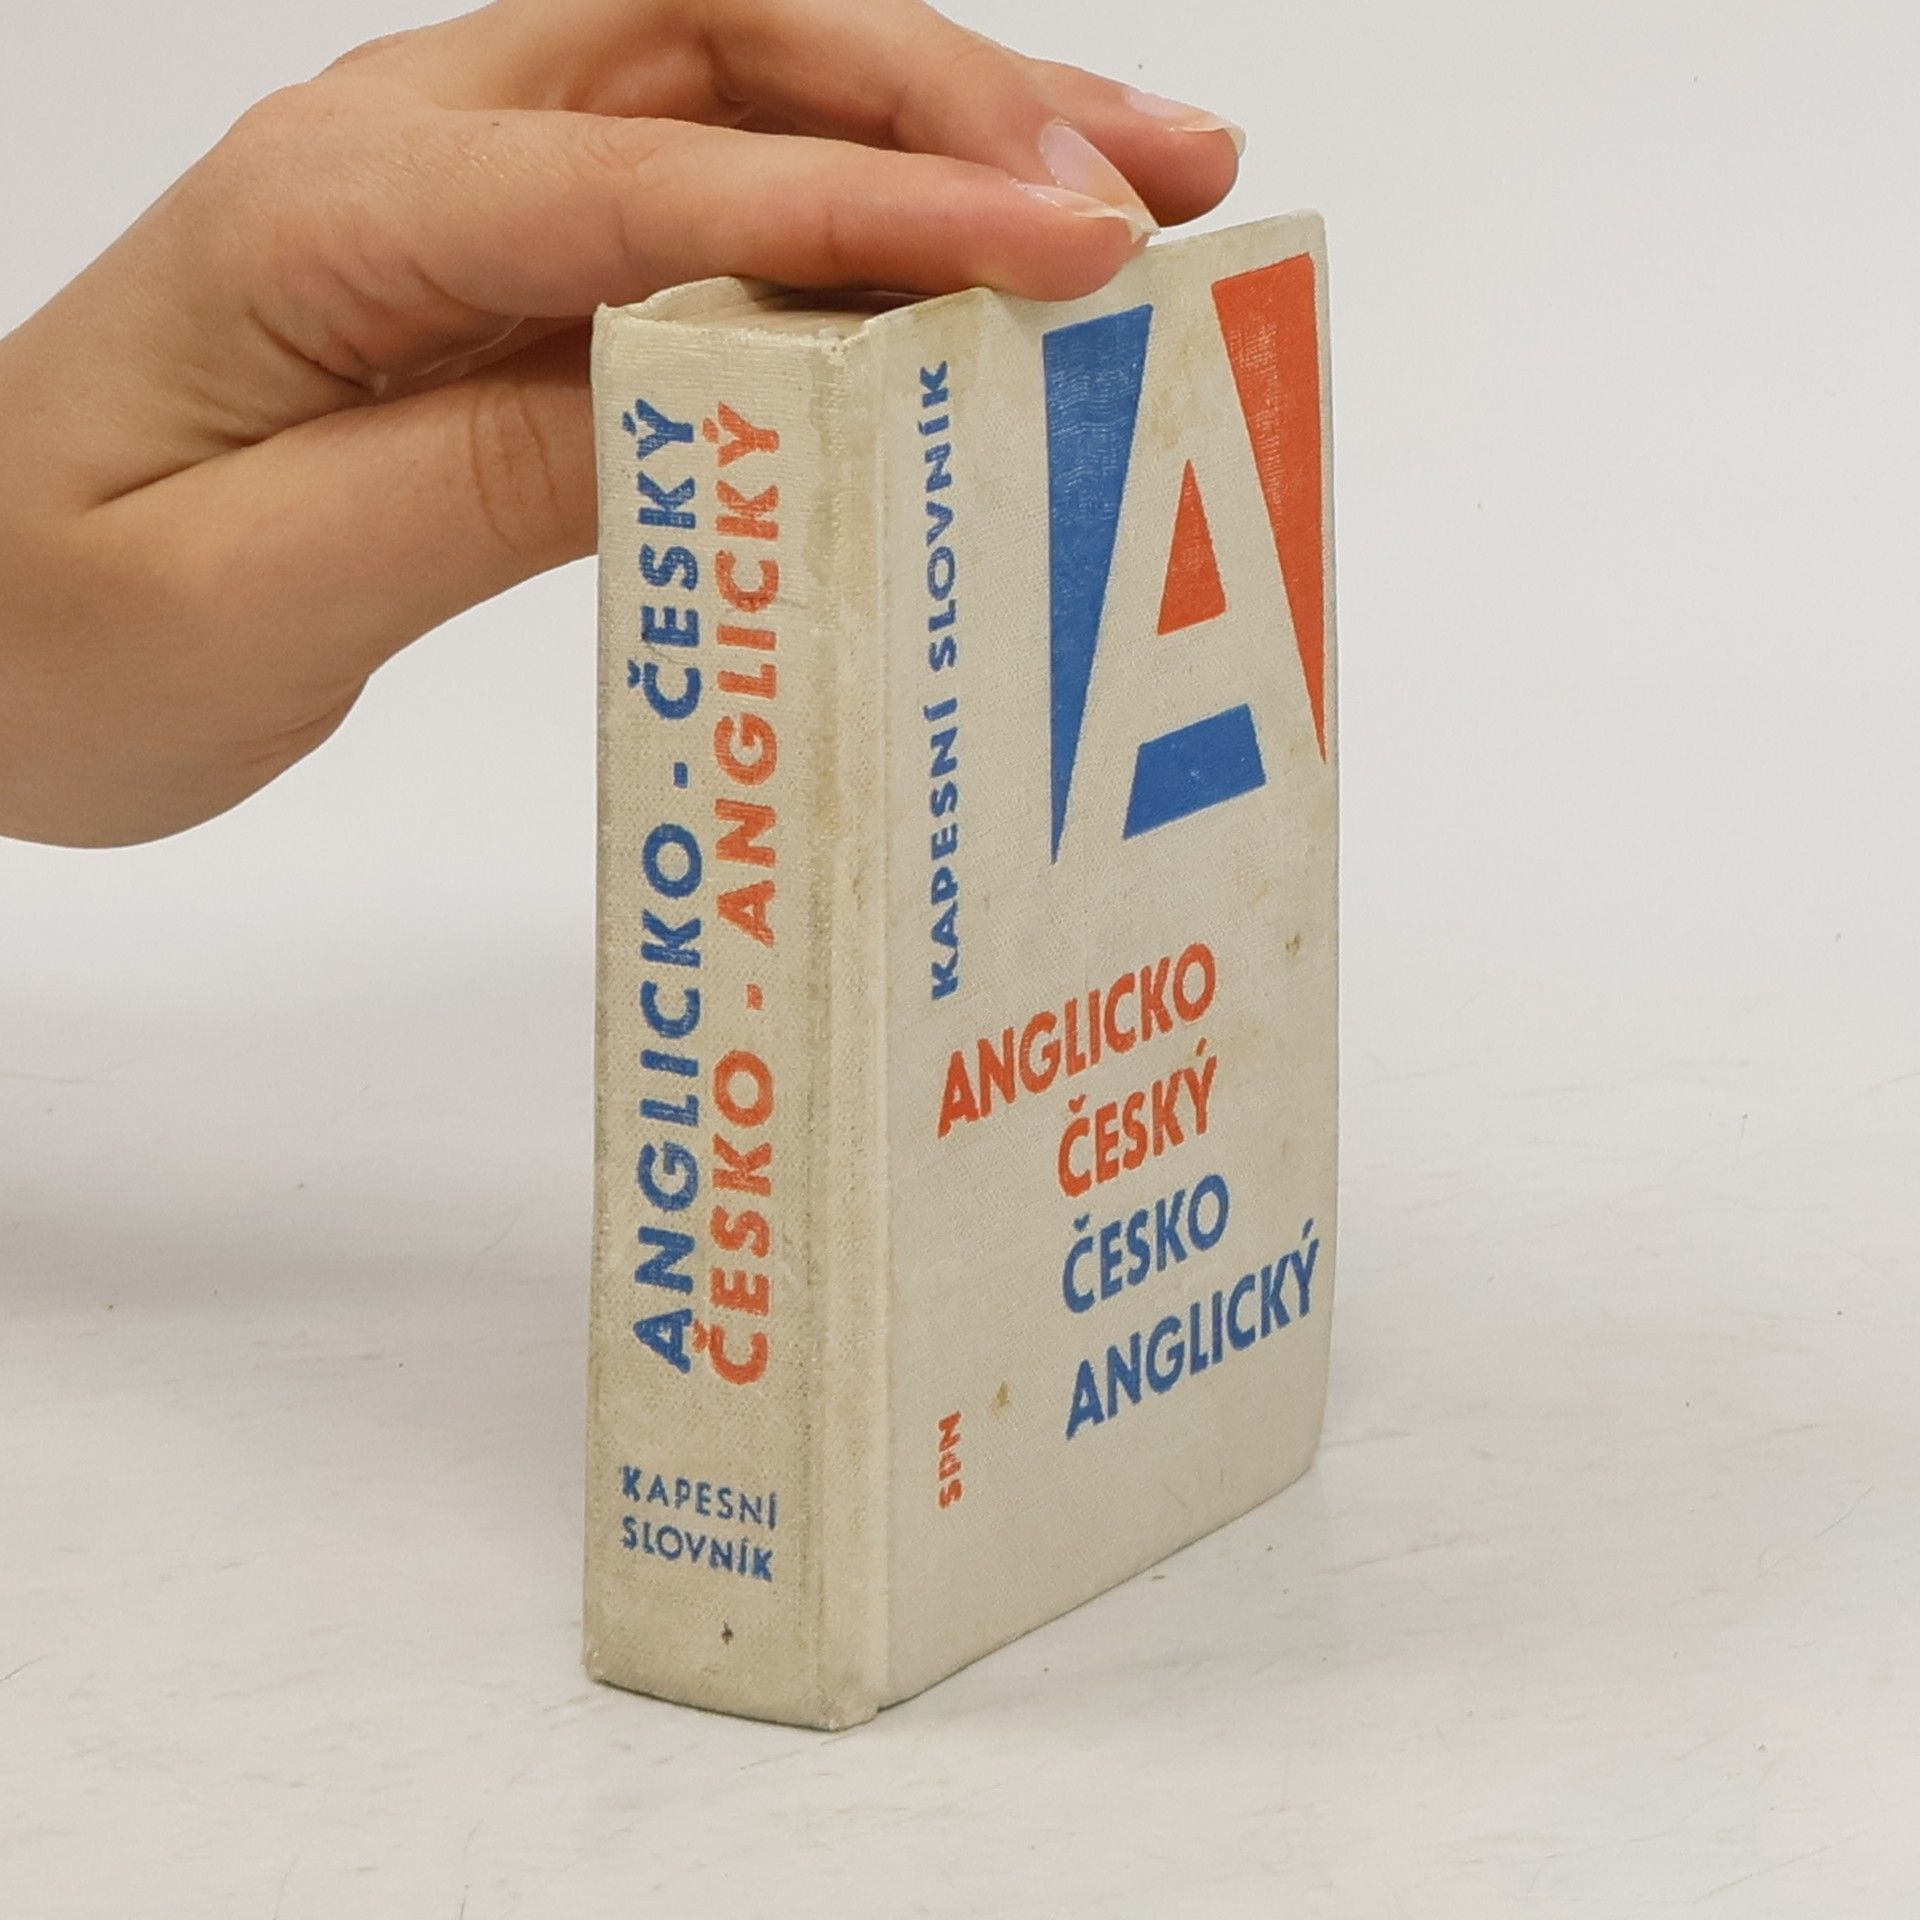 ANGLICKO - ČESKÝ
ČESKO - ANGLICKÝ
KAPESNÍ
SLOVNÍK
KAPESNÍ SLOVNÍK
A
ANGLICKO
ČESKÝ
ČESKO
ANGLICKÝ
SPN